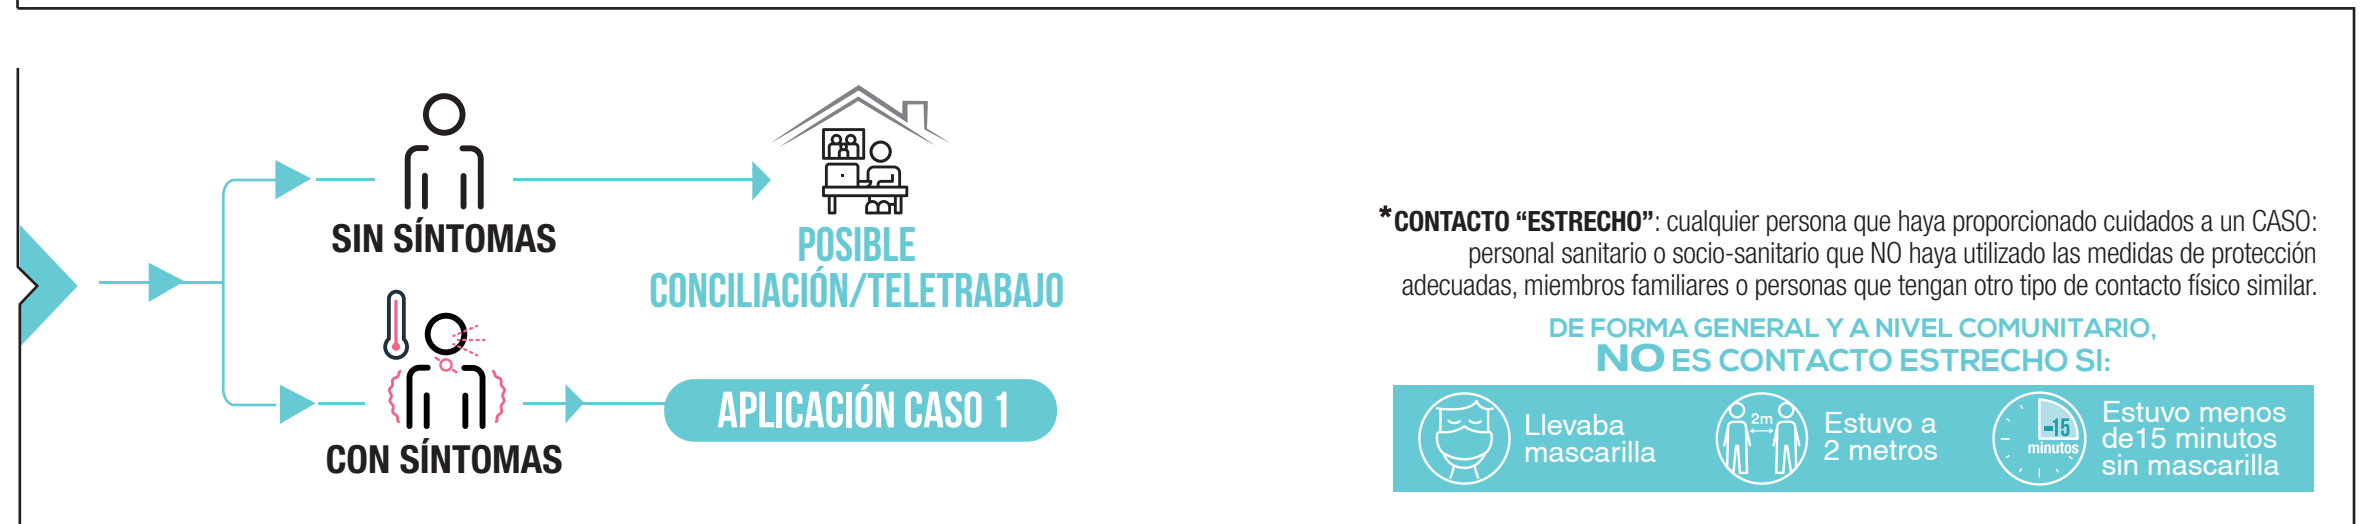 SIN SÍNTOMAS
POSIBLE
CONCILIACIÓN/TELETRABAJO
CON SÍNTOMAS
APLICACIÓN CASO 1
*CONTACTO “ESTRECHO”: cualquier persona que haya proporcionado cuidados a un CASO:
personal sanitario o socio-sanitario que NO haya utilizado las medidas de protección
adecuadas, miembros familiares o personas que tengan otro tipo de contacto físico similar.
DE FORMA GENERAL Y A NIVEL COMUNITARIO,
NO ES CONTACTO ESTRECHO SI:
Llevaba
mascarilla
2m
Estuvo a
2 metros
-15
minutos
Estuvo menos
de15 minutos
sin mascarilla